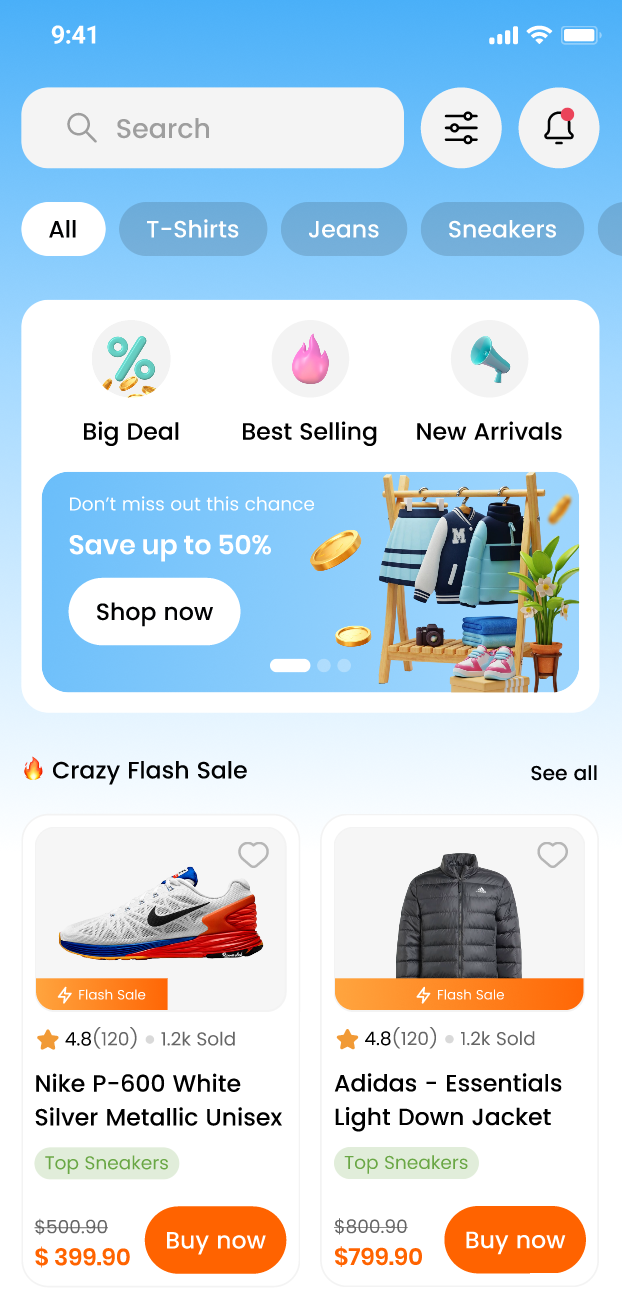 9:41
Search
All
T-Shirts
Jeans
Sneakers
Big Deal
Best Selling
New Arrivals
Don't miss out this chance
Save up to 50%
Shop now
M
🔥 Crazy Flash Sale
See all
Flash Sale
Flash Sale
adidas
4.8(120) 1.2k Sold
4.8(120) 1.2k Sold
Nike P-600 White
Silver Metallic Unisex
Adidas - Essentials
Light Down Jacket
Top Sneakers
Top Sneakers
$500.90
$ 399.90
Buy now
$800.90
$799.90
Buy now